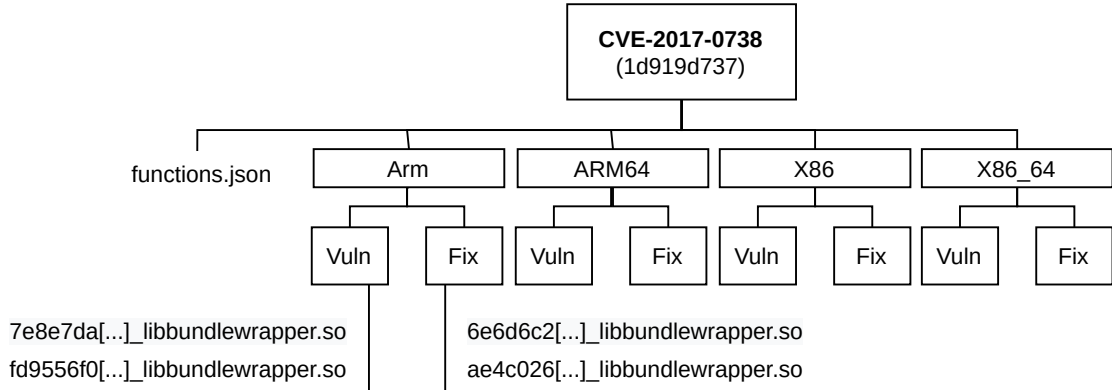 CVE-2017-0738
(1d919d737)
functions.json
Arm
ARM64
X86
X86_64
Vuln
Fix
Vuln
Fix
Vuln
Fix
Vuln
Fix
7e8e7da[...]_libbundlewrapper.so
6e6d6c2[...]_libbundlewrapper.so
fd9556f0[...]_libbundlewrapper.so
ae4c026[...]_libbundlewrapper.so